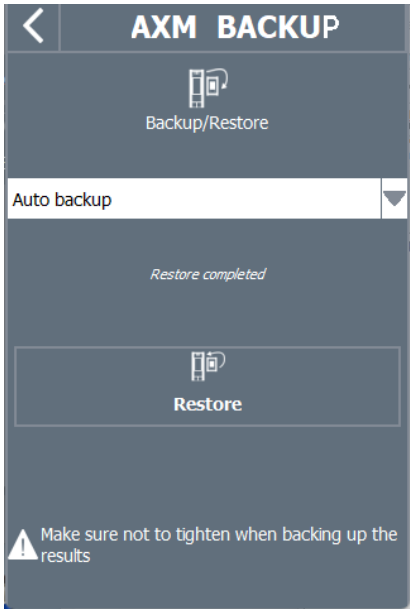 AXM BACKUP
Backup/Restore
Auto backup
Restore completed
Restore
Make sure not to tighten when backing up the
results